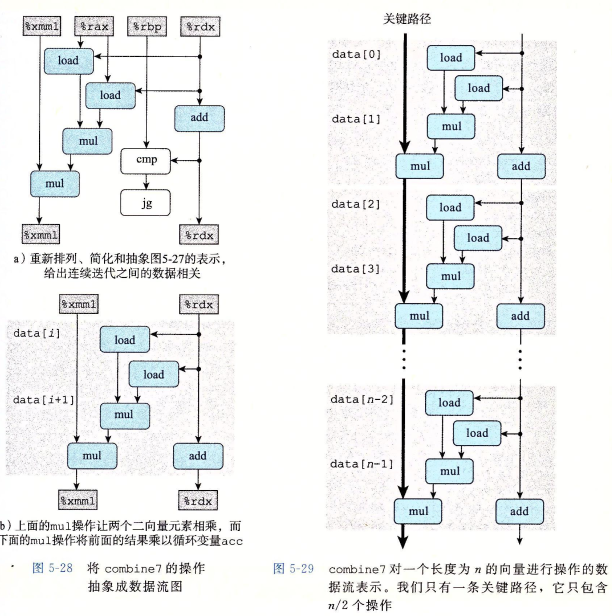 %xmm1 %rax %rbp %rdx
load
load
add
mul
cmp
mul
jg
%xmm1 %rdx
a）重新排列、简化和抽象图5-27的表示，
给出连续迭代之间的数据相关
%xmm1 %rdx
data[i]
load
load
data[i+1]
mul
mul add
%xmm1 %rdx
b）上面的mul操作让两个二向量元素相乘，而
下面的mul操作将前面的结果乘以循环变量acc
图 5-28 将 combine7 的操作
抽象成数据流图
关键路径
data[0]
load
load
data[1]
mul
mul add
data[2]
load
load
data[3]
mul
mul add
data[n-2]
load
load
data[n-1]
mul
mul add
图 5-29 combine7 对一个长度为 n 的向量进行操作的数
据流表示。我们只有一条关键路径，它只包含
n/2 个操作